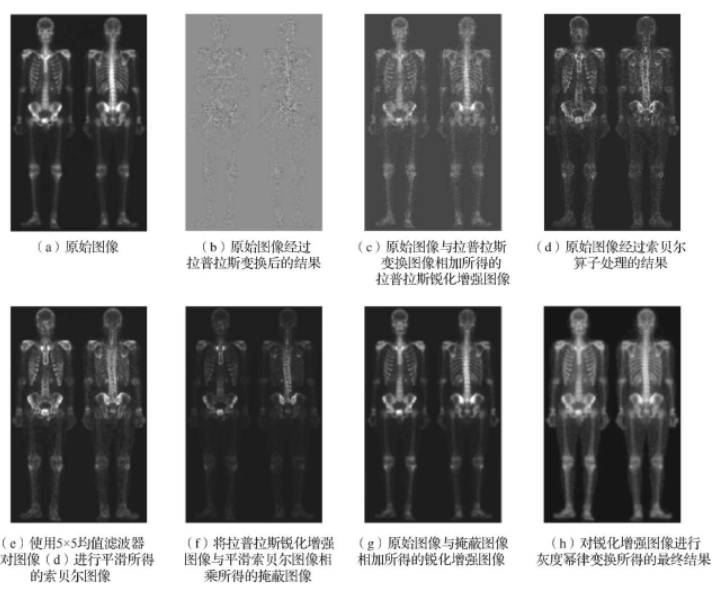 （a）原始图像
（b）原始图像经过
拉普拉斯变换后的结果
（c）原始图像与拉普拉斯
变换图像相加所得的
拉普拉斯锐化增强图像
（d）原始图像经过索贝尔
算子处理的结果
（e）使用5×5均值滤波器
对图像（d）进行平滑所得
的索贝尔图像
（f）将拉普拉斯锐化增强
图像与平滑索贝尔图像相
乘所得的掩蔽图像
（g）原始图像与掩蔽图像
相加所得的锐化增强图像
（h）对锐化增强图像进行
灰度幂律变换所得的最终结果